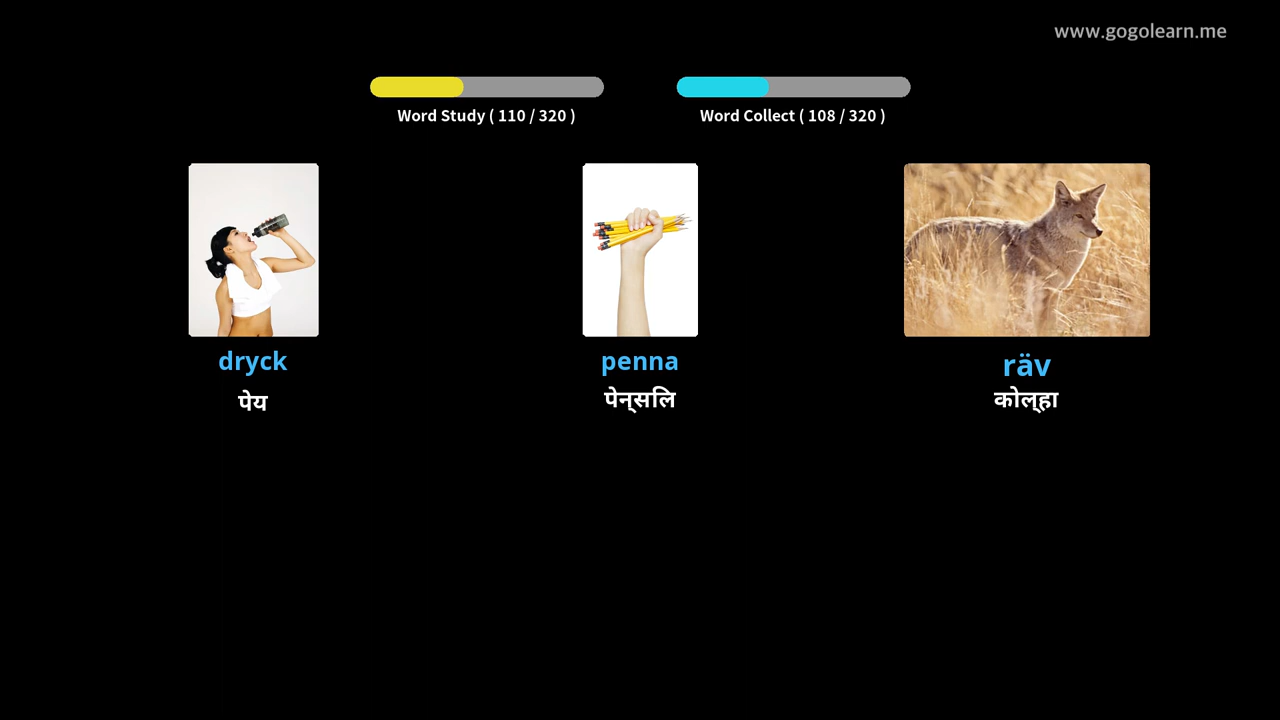 www.gogolearn.me
Word Study ( 110 / 320 )
Word Collect ( 108 / 320 )
dryck
penna
räv
पेय
पेन्सलि
कोल्हा